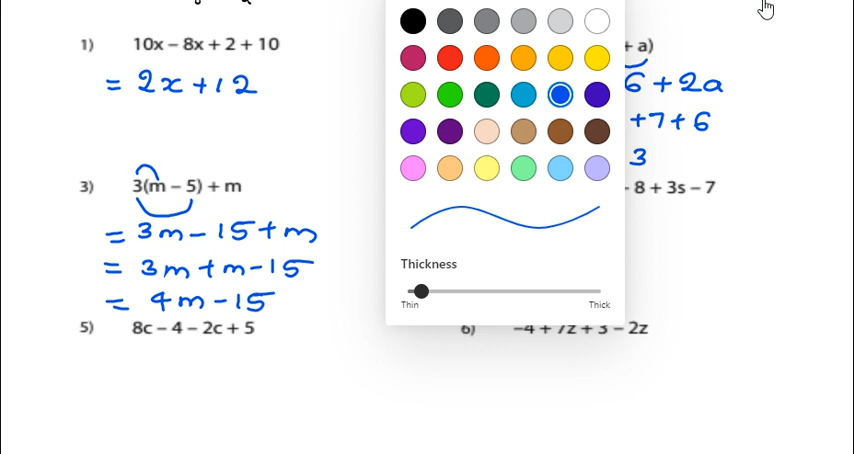 1) 10x – 8x + 2 + 10
= 2x + 12
+ a)
6 + 2a
+ 7 + 6
3
3) 3(m – 5) + m
= 3m – 15 + m
= 3m + m – 15
= 4m – 15
- 8 + 3s – 7
Thickness
Thin Thick
5) 8c – 4 – 2c + 5
6) –4 + 7z + 3 – 2z